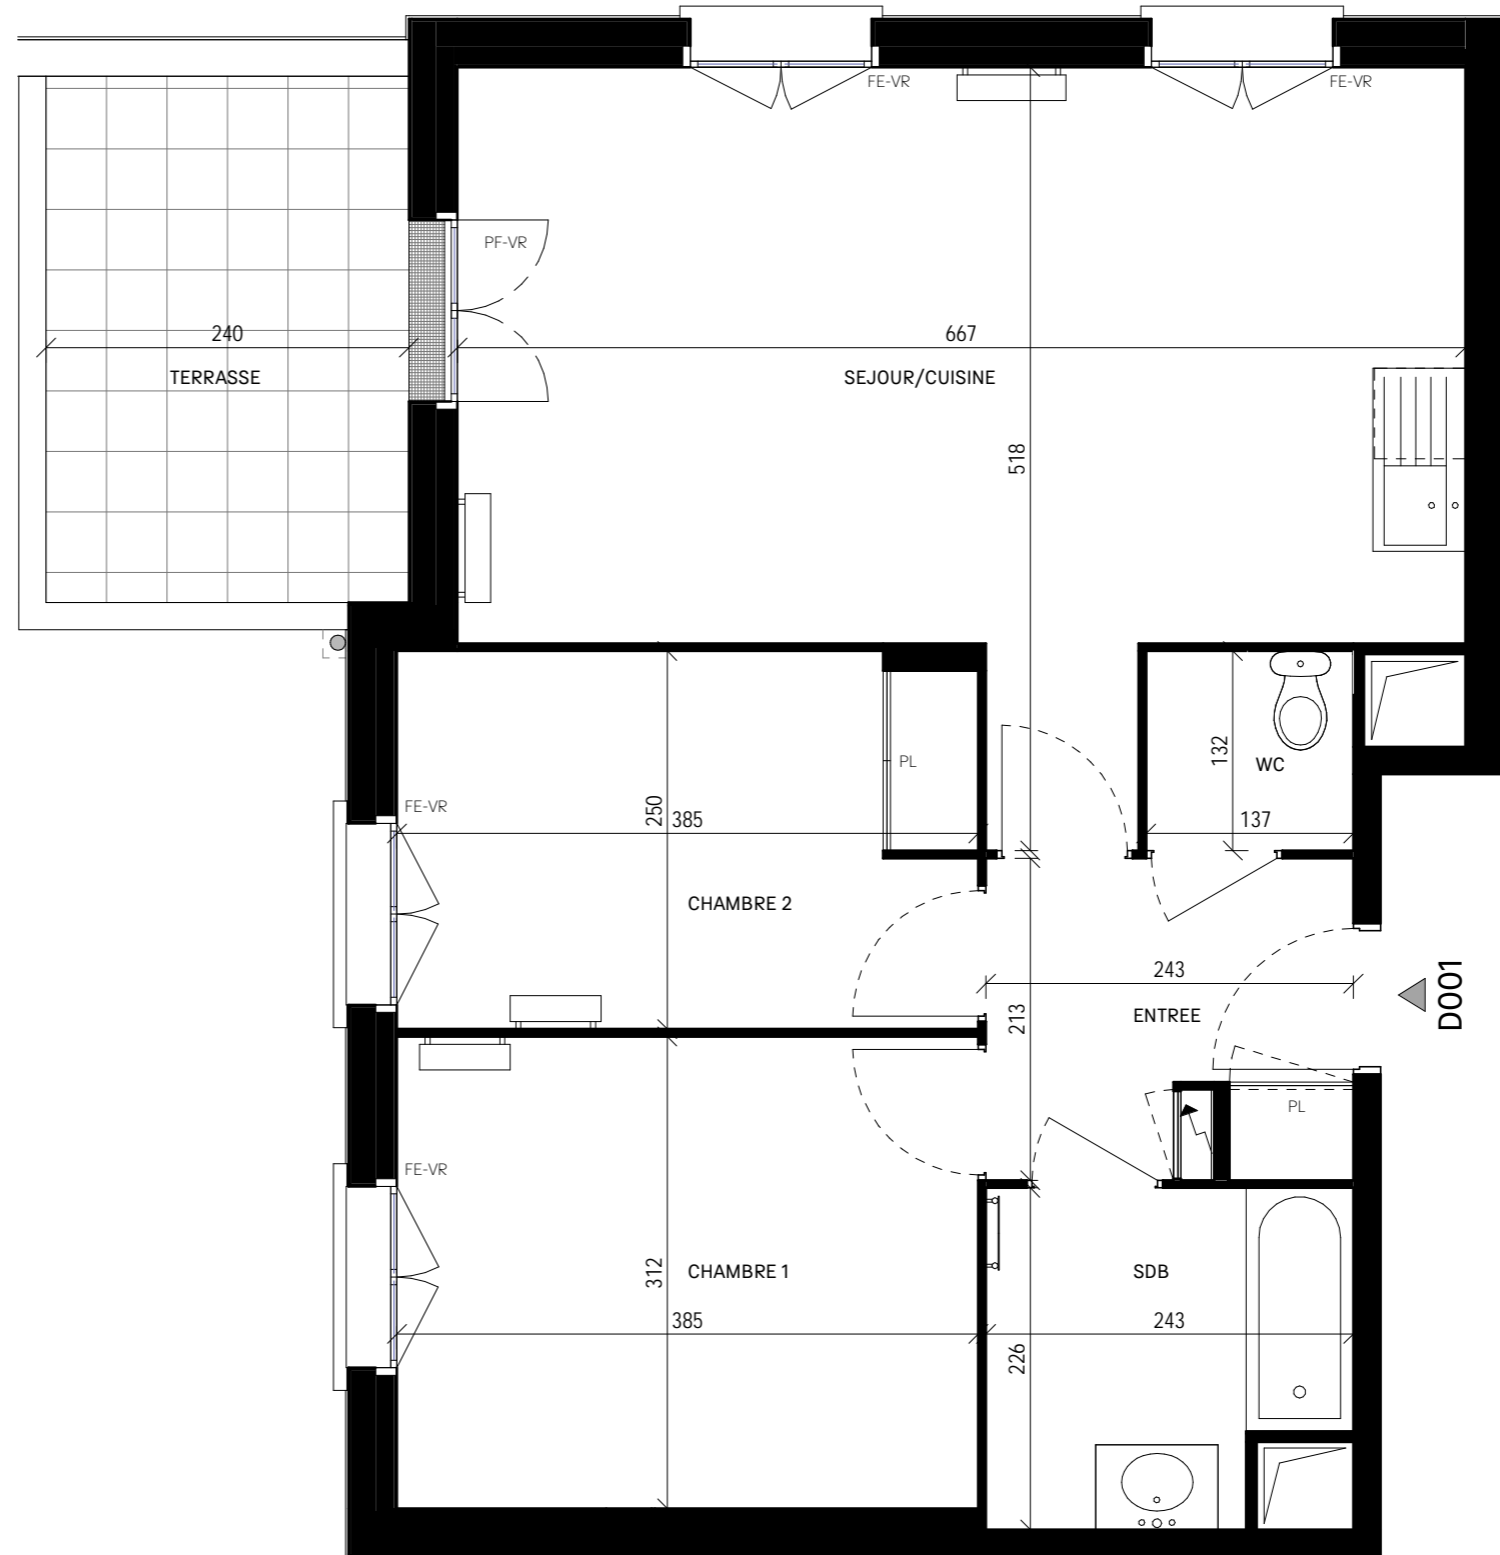 FE-VR
FE-VR
PF-VR
240
TERRASSE
667
SEJOUR/CUISINE
518
132
WC
137
PL
FE-VR
250
385
CHAMBRE 2
243
213
ENTREE
D001
PL
FE-VR
312
CHAMBRE 1
385
SDB
243
226